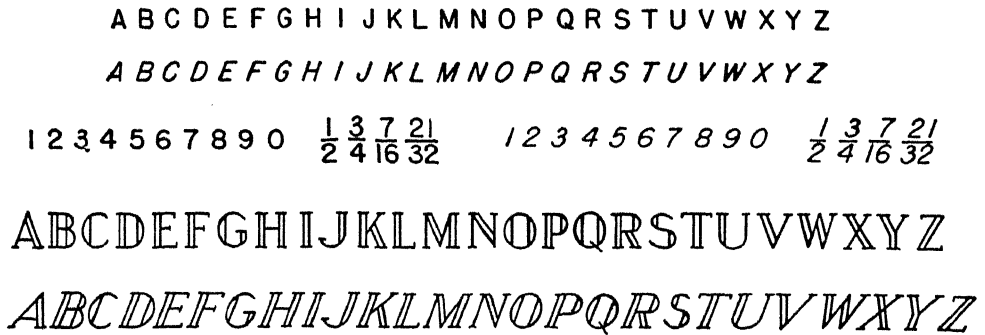 A B C D E F G H I J K L M N O P Q R S T U V W X Y Z
A B C D E F G H I J K L M N O P Q R S T U V W X Y Z
1 2 3 4 5 6 7 8 9 0 1/2 3/4 7/16 21/32 1 2 3 4 5 6 7 8 9 0 1/2 3/4 7/16 21/32
ABCDEFGHIJKLMNOPQRSTUVWXYZ
ABCDEFGHIJKLMNOPQRSTUVWXYZ